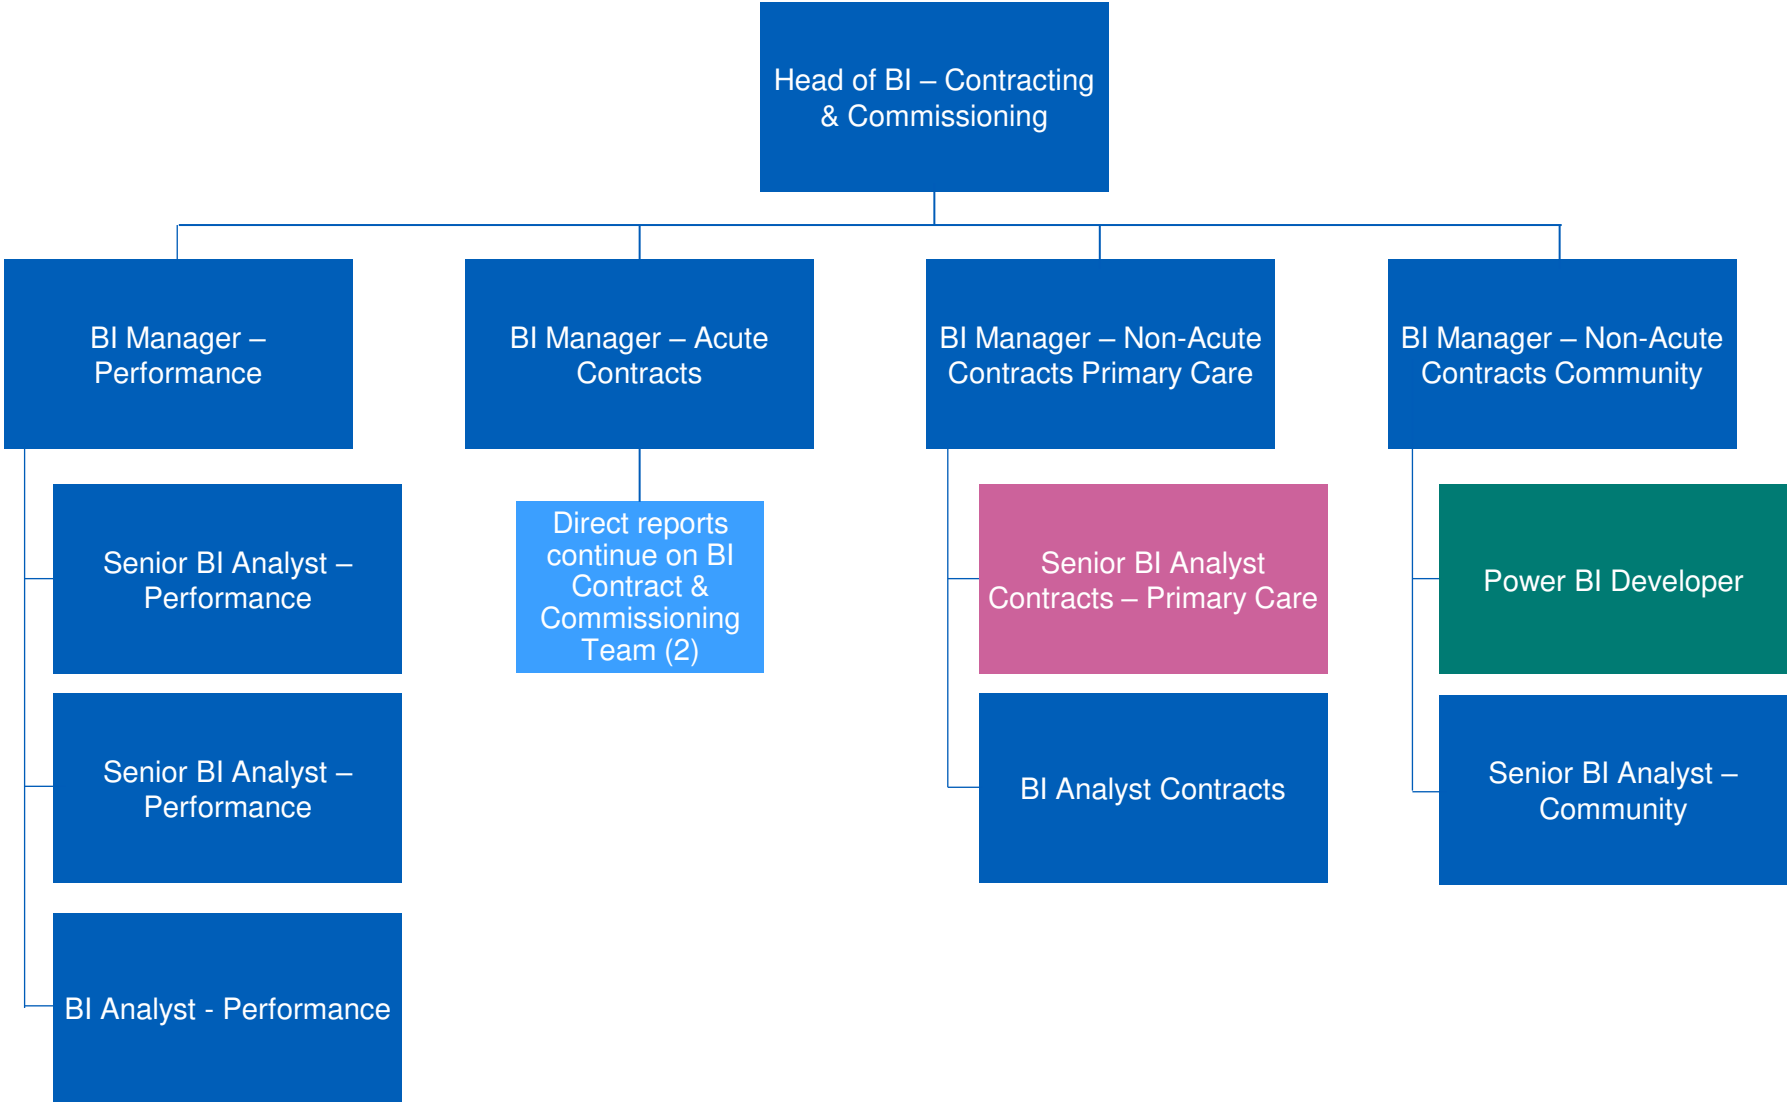 Head of BI – Contracting
& Commissioning
BI Manager –
Performance
BI Manager – Acute
Contracts
BI Manager – Non-Acute
Contracts Primary Care
BI Manager – Non-Acute
Contracts Community
Senior BI Analyst –
Performance
Direct reports
continue on BI
Contract &
Commissioning
Team (2)
Senior BI Analyst
Contracts – Primary Care
Power BI Developer
Senior BI Analyst –
Performance
BI Analyst Contracts
Senior BI Analyst –
Community
BI Analyst - Performance